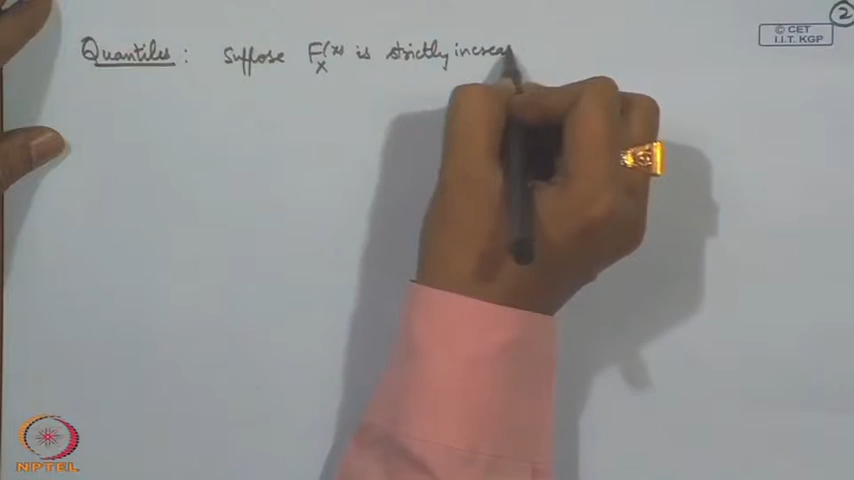 Quantiles : Suppose F_X(x) is strictly increas
© CET
I.I.T. KGP
2
NPTEL